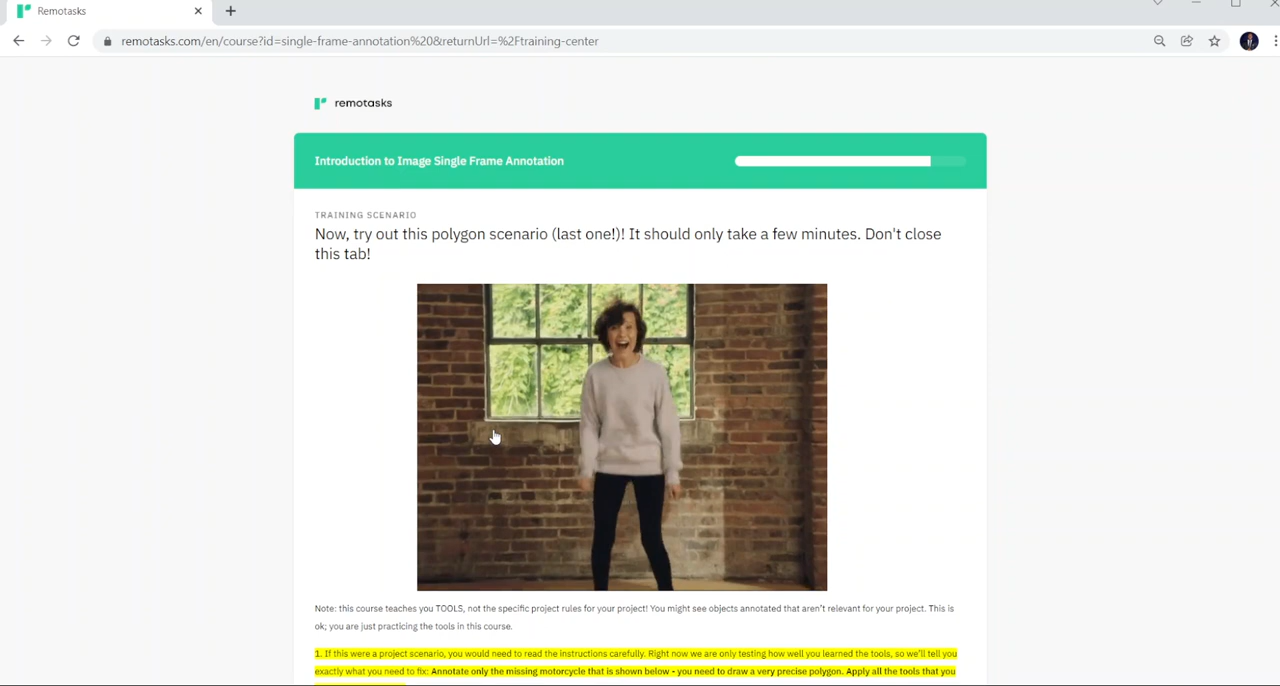 Remotasks
remotasks.com/en/course?id=single-frame-annotation%20&returnUrl=%2Ftraining-center
remotasks
Introduction to Image Single Frame Annotation
TRAINING SCENARIO
Now, try out this polygon scenario (last one!)! It should only take a few minutes. Don't close
this tab!
Note: this course teaches you TOOLS, not the specific project rules for your project! You might see objects annotated that aren't relevant for your project. This is
ok; you are just practicing the tools in this course.
1. If this were a project scenario, you would need to read the instructions carefully. Right now we are only testing how well you learned the tools, so we'll tell you
exactly what you need to fix: Annotate only the missing motorcycle that is shown below - you need to draw a very precise polygon. Apply all the tools that you